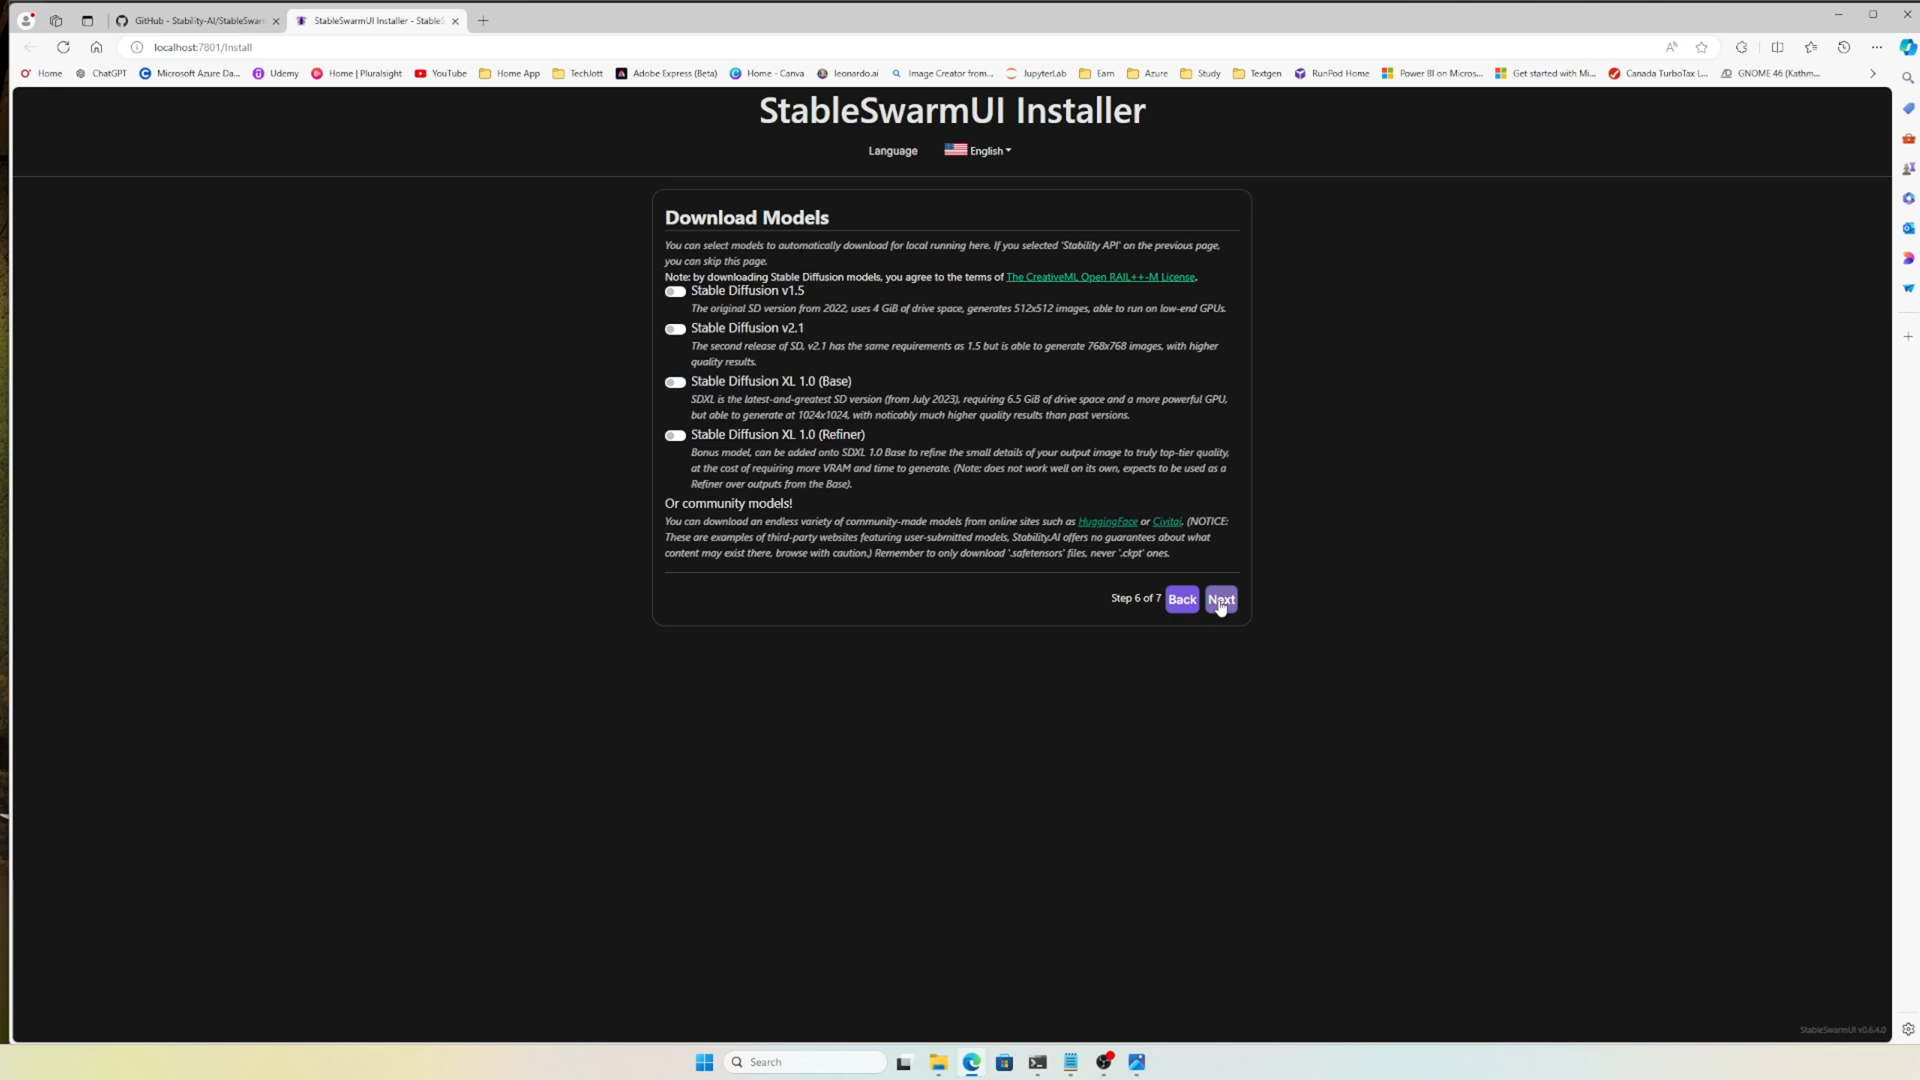 GitHub - Stability-AI/StableSwarm
StableSwarmUI Installer - StableS
localhost:7801/Install
Home
ChatGPT
Microsoft Azure Da...
Udemy
Home | Pluralsight
YouTube
Home App
TechJott
Adobe Express (Beta)
Home - Canva
leonardo.ai
Image Creator from...
JupyterLab
Earn
Azure
Study
Textgen
RunPod Home
Power BI on Micros...
Get started with Mi...
Canada TurboTax L...
GNOME 46 (Kathm...
StableSwarmUI Installer
Language English
Download Models
You can select models to automatically download for local running here. If you selected 'Stability API' on the previous page,
you can skip this page.
Note: by downloading Stable Diffusion models, you agree to the terms of The CreativeML Open RAIL++-M License.
Stable Diffusion v1.5
The original SD version from 2022, uses 4 GiB of drive space, generates 512x512 images, able to run on low-end GPUs.
Stable Diffusion v2.1
The second release of SD, v2.1 has the same requirements as 1.5 but is able to generate 768x768 images, with higher
quality results.
Stable Diffusion XL 1.0 (Base)
SDXL is the latest-and-greatest SD version (from July 2023), requiring 6.5 GiB of drive space and a more powerful GPU,
but able to generate at 1024x1024, with noticably much higher quality results than past versions.
Stable Diffusion XL 1.0 (Refiner)
Bonus model, can be added onto SDXL 1.0 Base to refine the small details of your output image to truly top-tier quality,
at the cost of requiring more VRAM and time to generate. (Note: does not work well on its own, expects to be used as a
Refiner over outputs from the Base).
Or community models!
You can download an endless variety of community-made models from online sites such as HuggingFace or Civitai. (NOTICE:
These are examples of third-party websites featuring user-submitted models, Stability.AI offers no guarantees about what
content may exist there, browse with caution.) Remember to only download '.safetensors' files, never '.ckpt' ones.
Step 6 of 7 Back Next
StableSwarmUI v0.6.4.0
Search